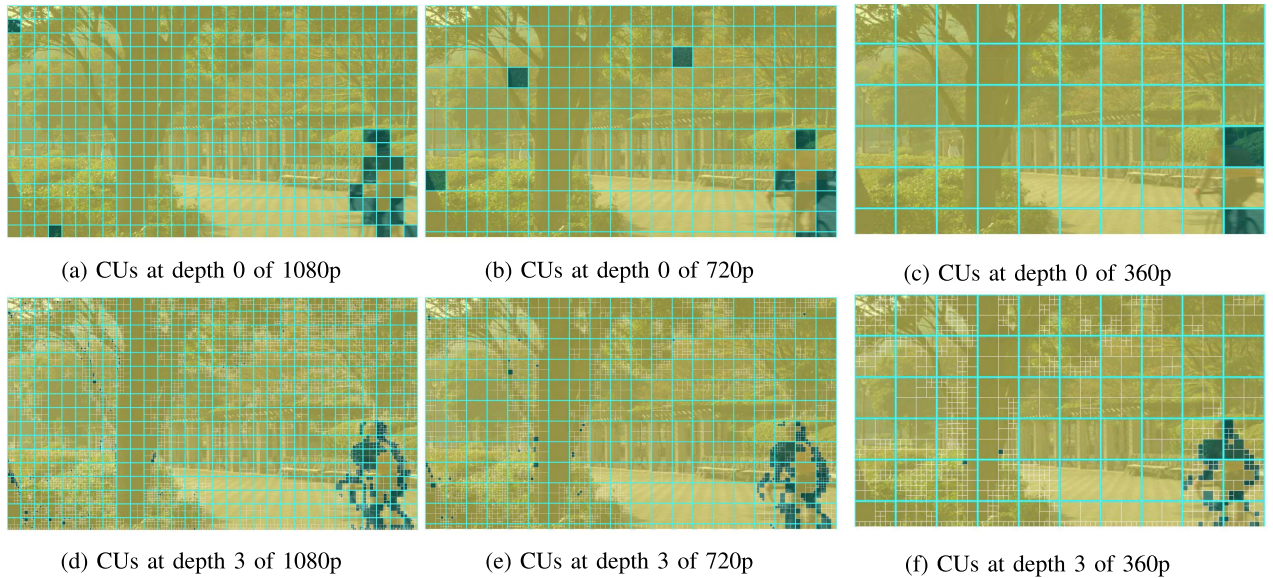 (a) CUs at depth 0 of 1080p
(b) CUs at depth 0 of 720p
(c) CUs at depth 0 of 360p
(d) CUs at depth 3 of 1080p
(e) CUs at depth 3 of 720p
(f) CUs at depth 3 of 360p